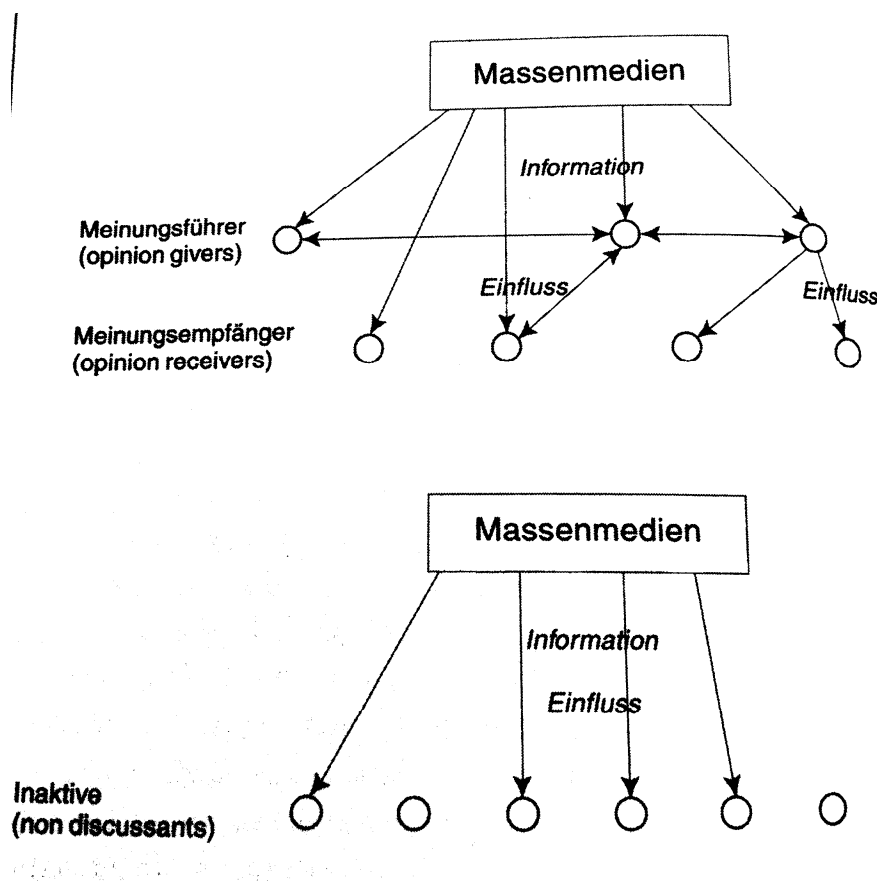 Massenmedien
Information
Meinungsführer
(opinion givers)
Einfluss
Einfluss
Meinungsempfänger
(opinion receivers)
Massenmedien
Information
Einfluss
Inaktive
(non discussants)